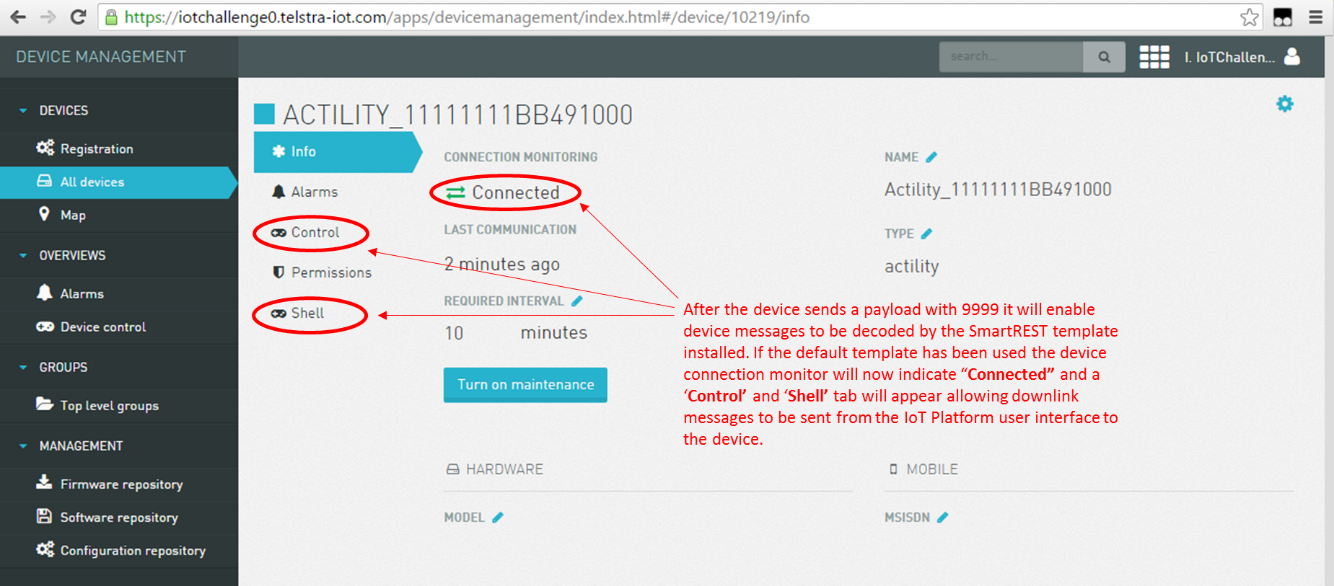 https://iotchallenge0.telstra-iot.com/apps/devicemanagement/index.html#/device/10219/info
DEVICE MANAGEMENT
search...
I. IoTChallen...
DEVICES
Registration
All devices
Map
OVERVIEWS
Alarms
Device control
GROUPS
Top level groups
MANAGEMENT
Firmware repository
Software repository
Configuration repository
ACTILITY_11111111BB491000
Info
Alarms
Control
Permissions
Shell
CONNECTION MONITORING
Connected
LAST COMMUNICATION
2 minutes ago
REQUIRED INTERVAL
10 minutes
Turn on maintenance
NAME
Actility_11111111BB491000
TYPE
actility
After the device sends a payload with 9999 it will enable
device messages to be decoded by the SmartREST template
installed. If the default template has been used the device
connection monitor will now indicate “Connected” and a
‘Control’ and ‘Shell’ tab will appear allowing downlink
messages to be sent from the IoT Platform user interface to
the device.
HARDWARE
MODEL
MOBILE
MSISDN